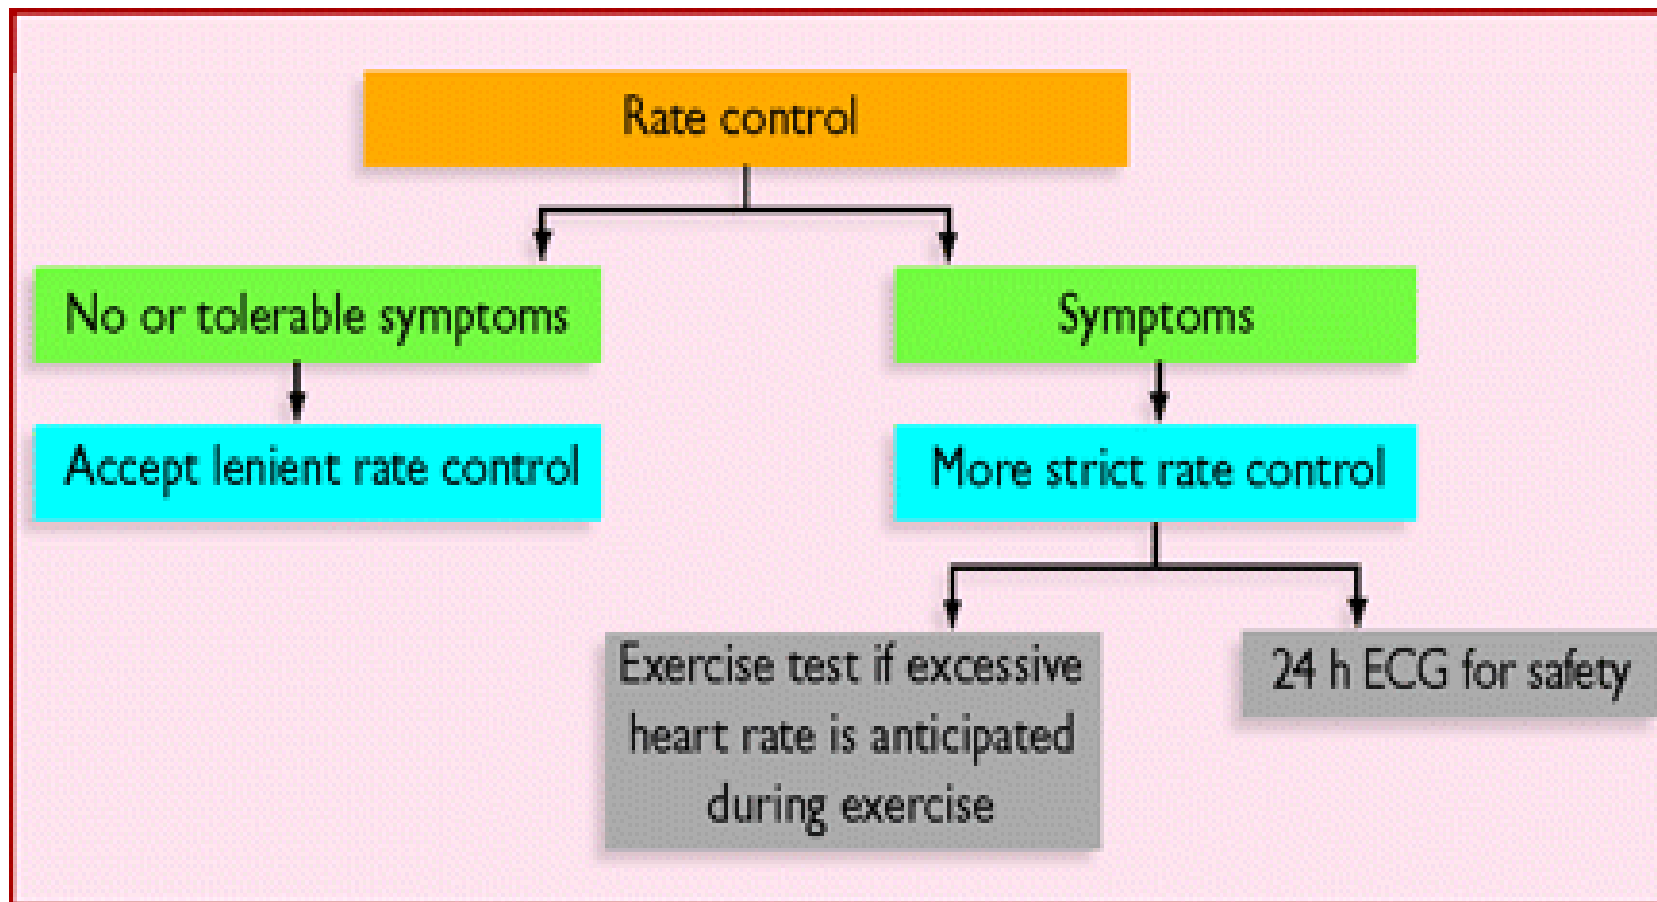 Rate control
No or tolerable symptoms
Symptoms
Accept lenient rate control
More strict rate control
Exercise test if excessive
heart rate is anticipated
during exercise
24 h ECG for safety